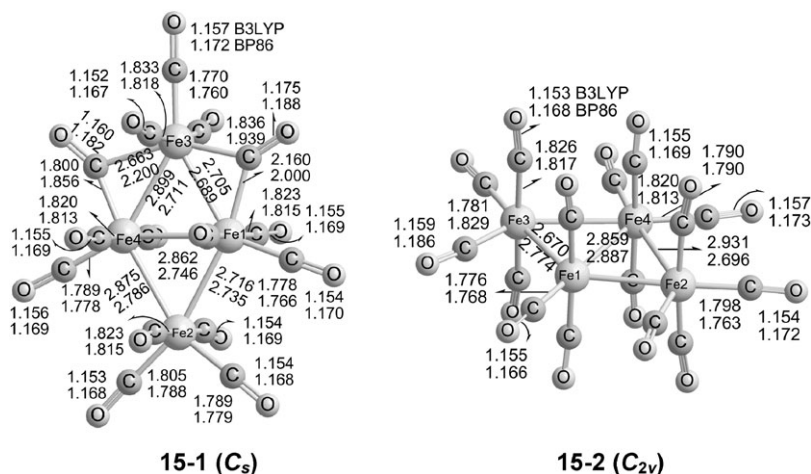 O
1.157 B3LYP
1.172 BP86
C
1.152
1.167
1.833
1.818
1.770
1.760
1.175
1.188
O
1.160
1.182
C
Fe3
1.836
1.939
O
C
1.800
1.856
2.663
2.200
2.899
2.711
2.705
2.689
2.160
2.000
1.820
1.813
1.823
1.815
1.155
1.169
1.155
1.169
O
C
Fe4
O
Fe1
C
O
C
2.862
2.746
C
O
O
1.789
1.778
2.875
2.786
2.716
2.735
1.778
1.766
1.154
1.170
1.156
1.169
1.823
1.815
O
C
Fe2
C
O
1.154
1.169
1.153
1.168
C
1.805
1.788
C
1.154
1.168
O
1.789
1.779
O
15-1 (Cs)
1.153 B3LYP
1.168 BP86
O
C
O
C
1.826
1.817
O
O
C
C
1.155
1.169
1.790
1.790
O
O
1.820
1.813
1.781
1.829
Fe3
C
Fe4
C
C
O
1.157
1.173
1.159
1.186
O
C
2.670
2.774
2.859
2.887
2.931
2.696
1.776
1.768
C
Fe1
C
Fe2
O
C
O
O
C
C
C
O
1.798
1.763
1.154
1.172
1.155
1.166
C
O
C
O
O
15-2 (C2v)